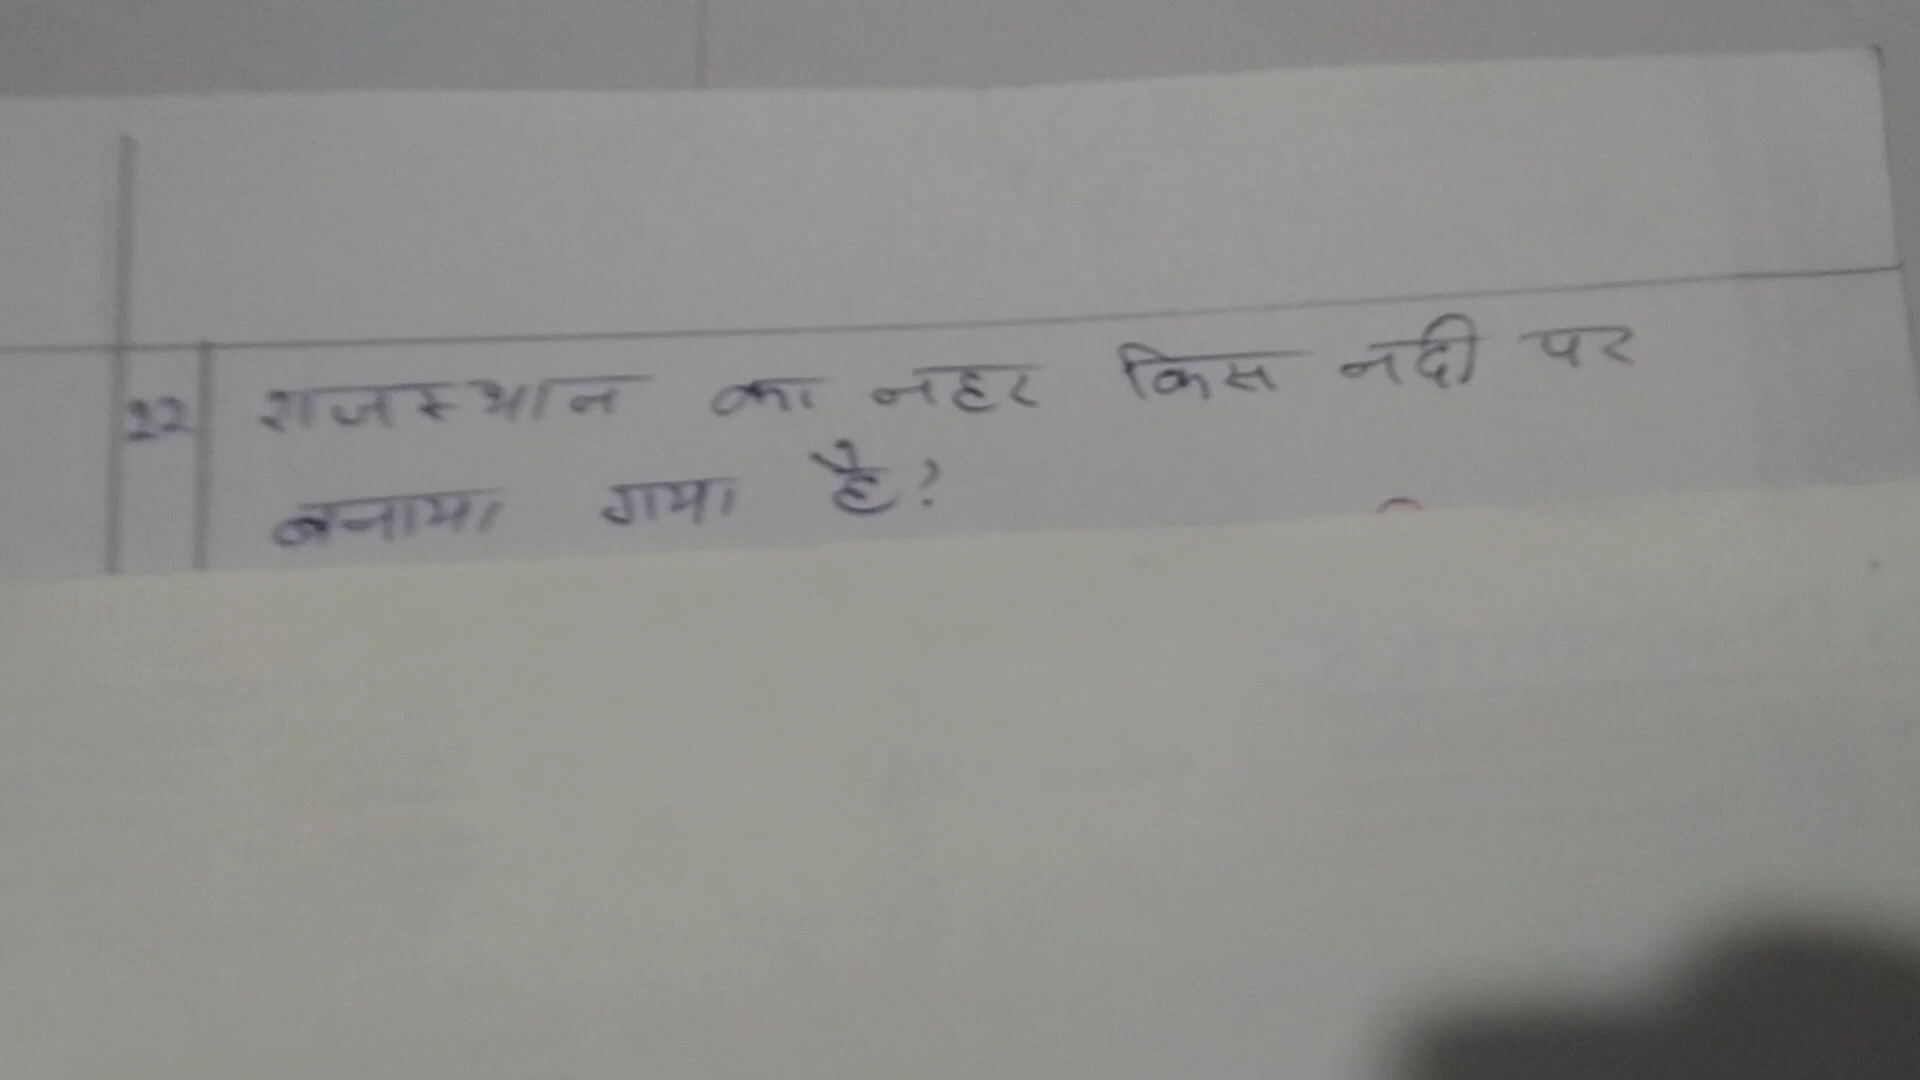 22 राजस्थान का नहर किस नदी पर
बनाया गया है?